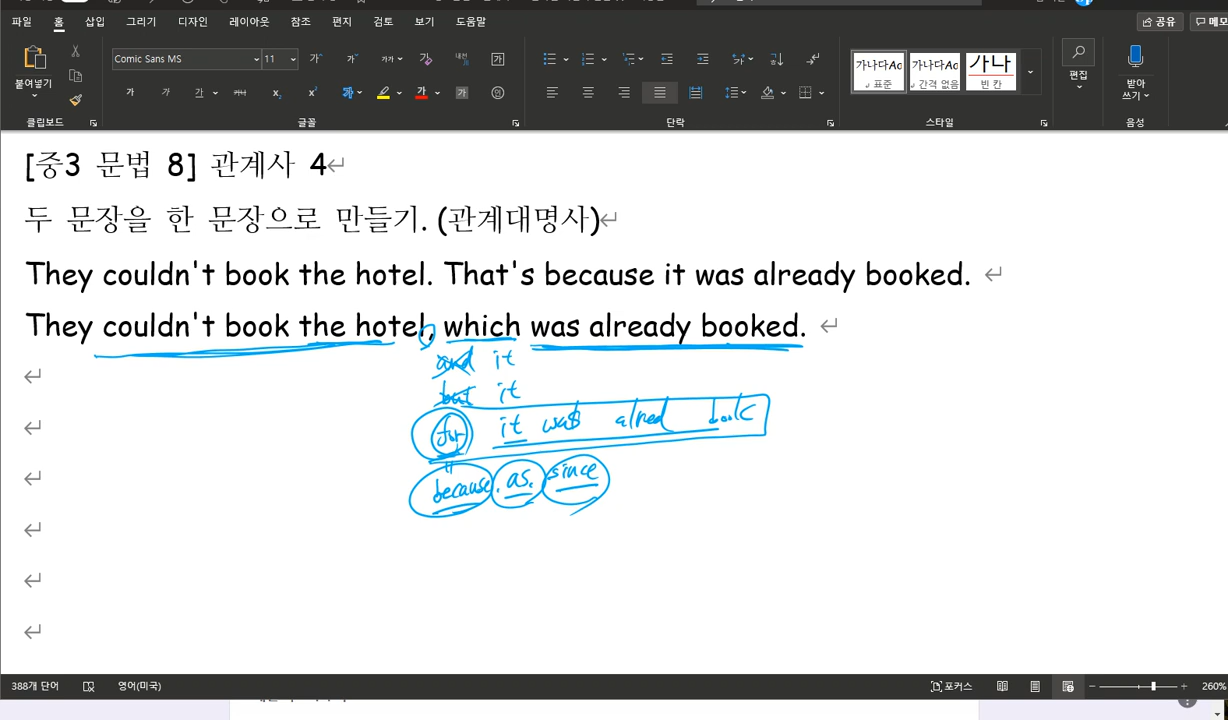 파일 홈 삽입 그리기 디자인 레이아웃 참조 편지 검토 보기 도움말 공유 메모
붙여넣기 Comic Sans MS 11 가나다AC 가나다AC 가나 편집 받아쓰기
표준 간격 없음 빈 칸
클립보드 글꼴 단락 스타일 음성
[중3 문법 8] 관계사 4
두 문장을 한 문장으로 만들기. (관계대명사)
They couldn't book the hotel. That's because it was already booked.
They couldn't book the hotel, which was already booked.
and it
but it
for it was alread book
because. as. since
388개 단어 영어(미국) 포커스 260%